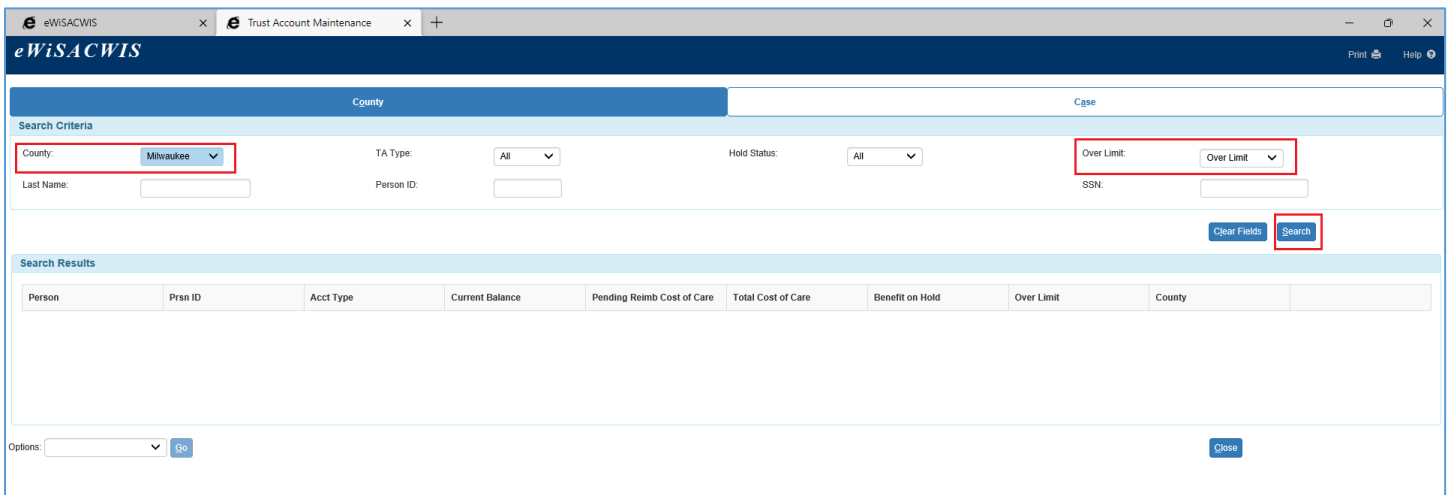 eWiSACWIS Trust Account Maintenance
eWiSACWIS Print Help
County Case
Search Criteria
County: Milwaukee TA Type: All Hold Status: All Over Limit: Over Limit
Last Name: Person ID: SSN:
Clear Fields Search
Search Results
Person Prsn ID Acct Type Current Balance Pending Reimb Cost of Care Total Cost of Care Benefit on Hold Over Limit County
Options: Go Close